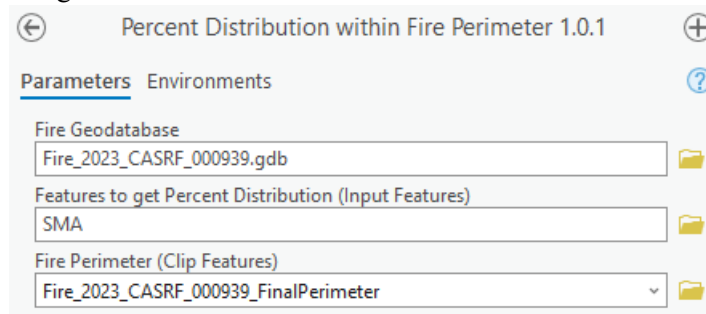 Percent Distribution within Fire Perimeter 1.0.1
Parameters Environments
Fire Geodatabase
Fire_2023_CASRF_000939.gdb
Features to get Percent Distribution (Input Features)
SMA
Fire Perimeter (Clip Features)
Fire_2023_CASRF_000939_FinalPerimeter